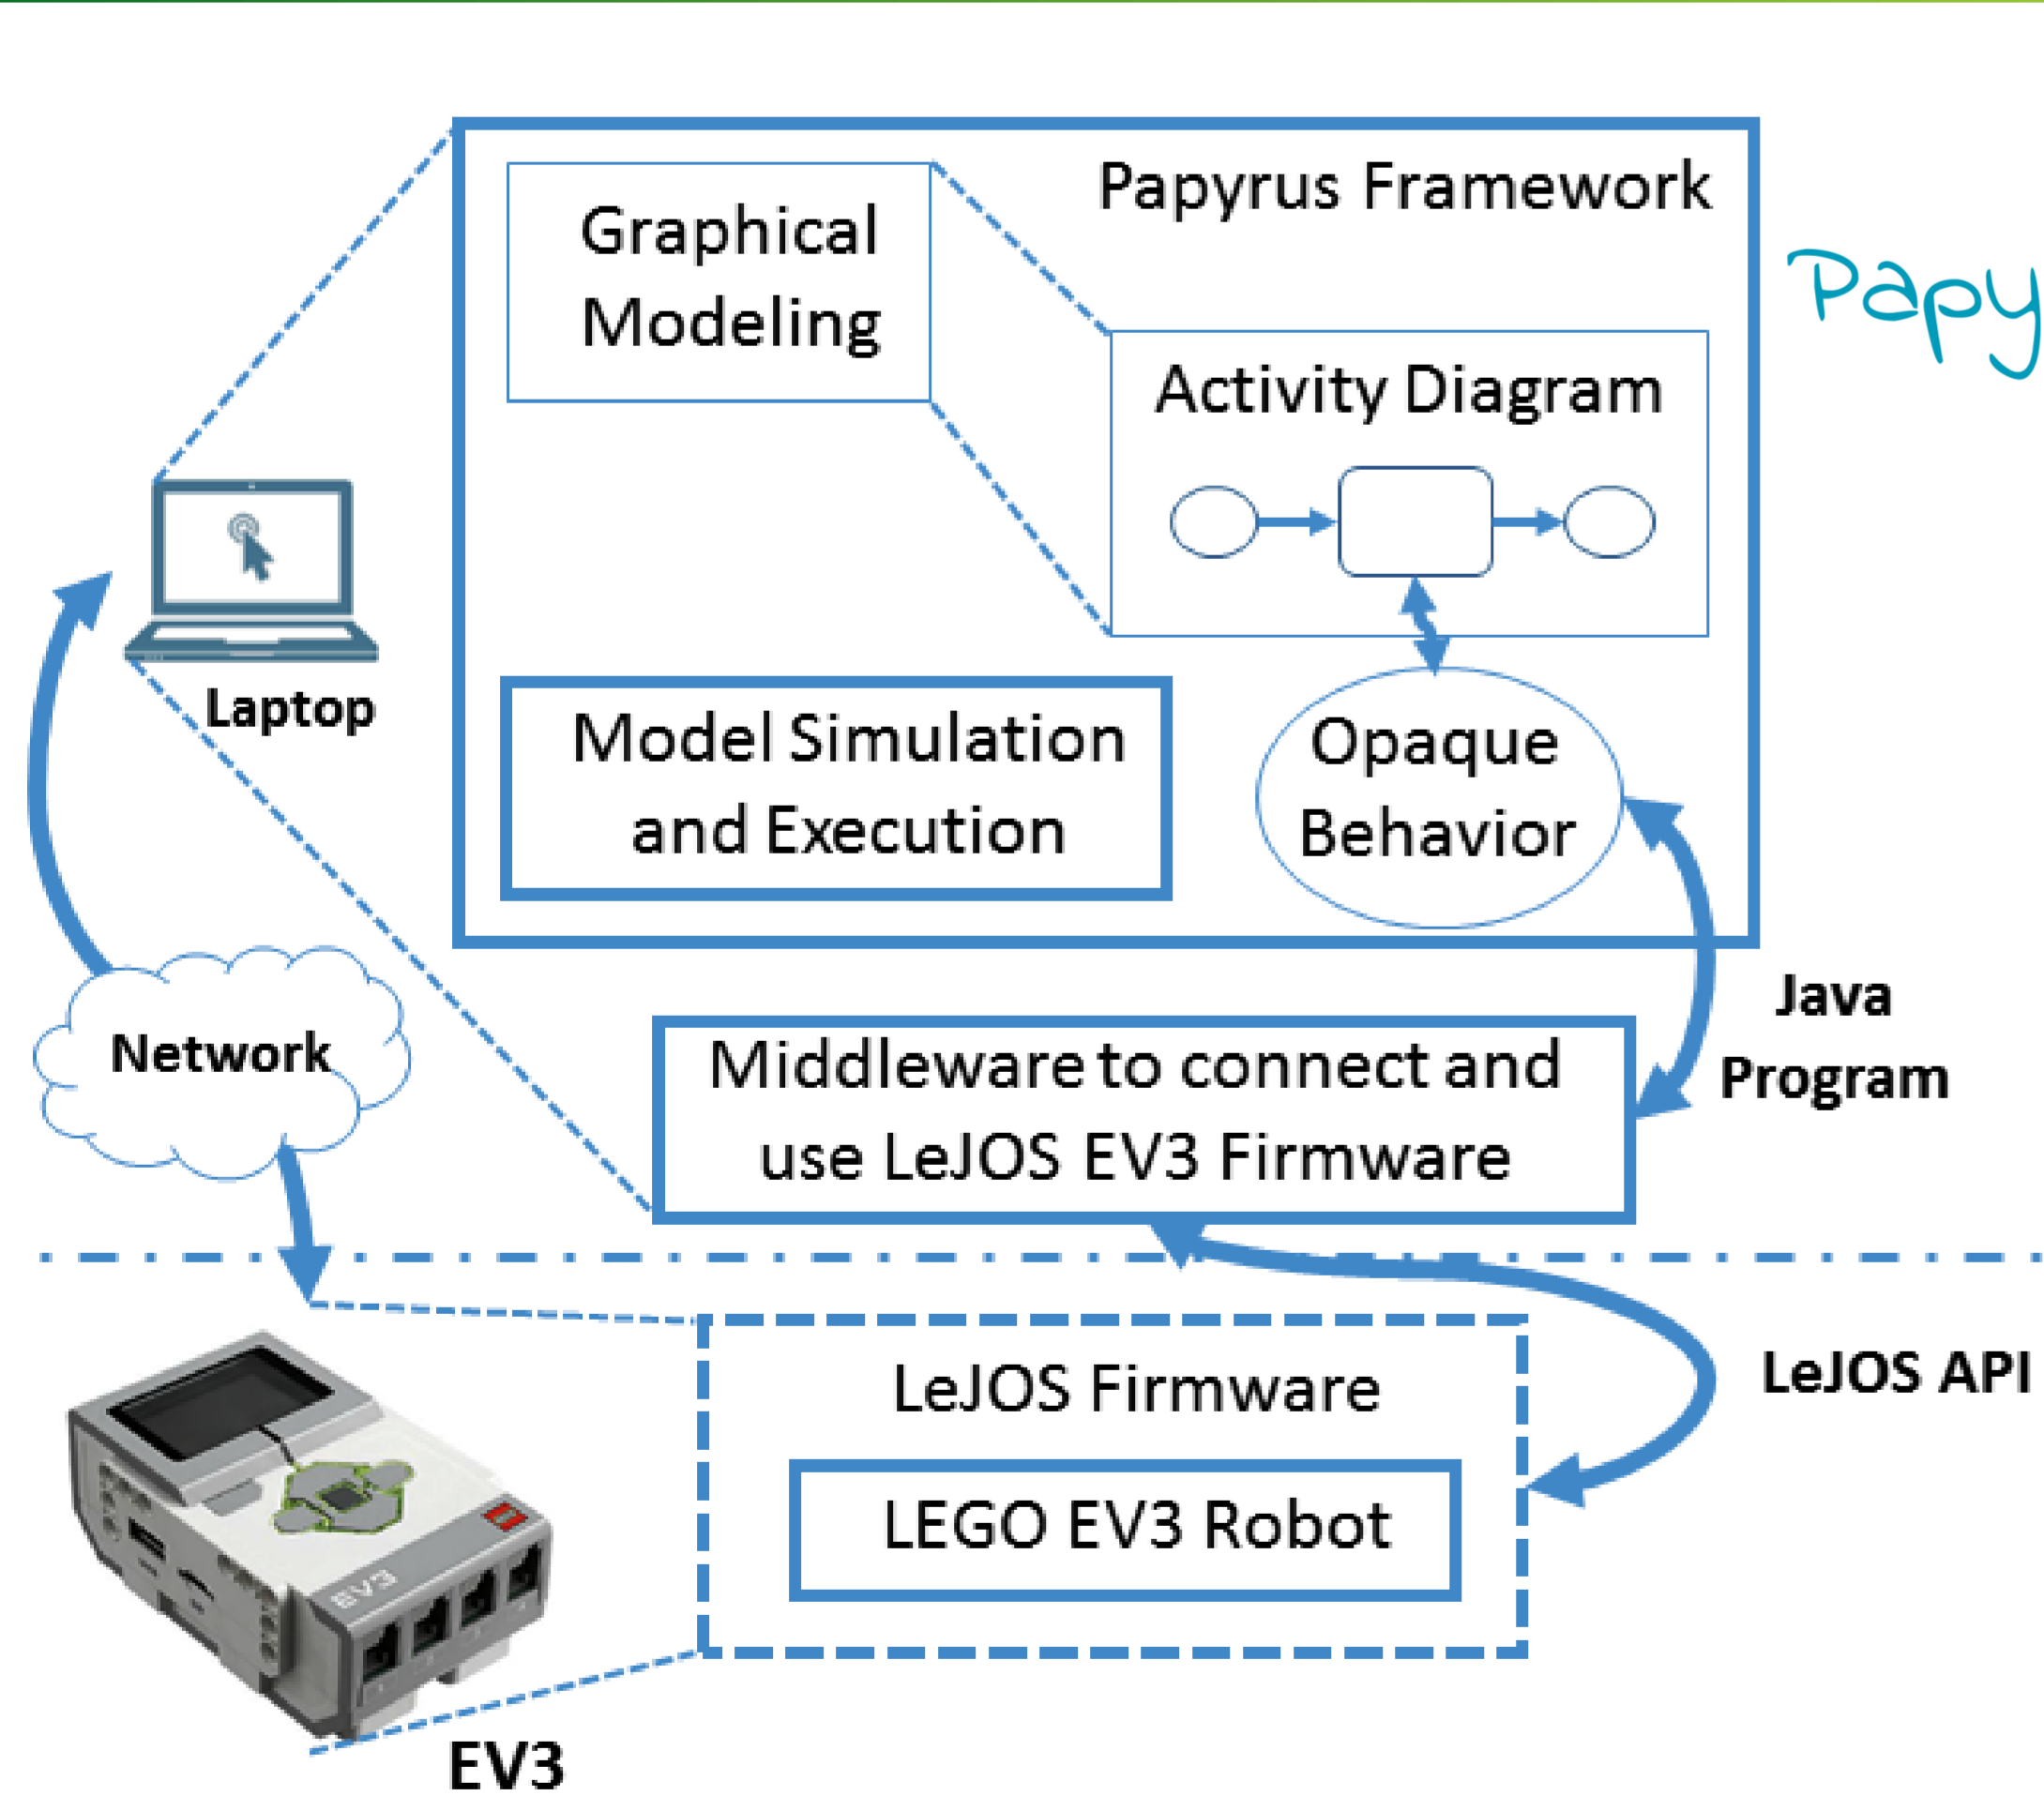 Papyrus Framework
Graphical
Modeling
Papy
Activity Diagram
Laptop
Model Simulation
and Execution
Opaque
Behavior
Java
Program
Network
Middleware to connect and
use LeJOS EV3 Firmware
LeJOS Firmware
LeJOS API
LEGO EV3 Robot
EV3
EV3